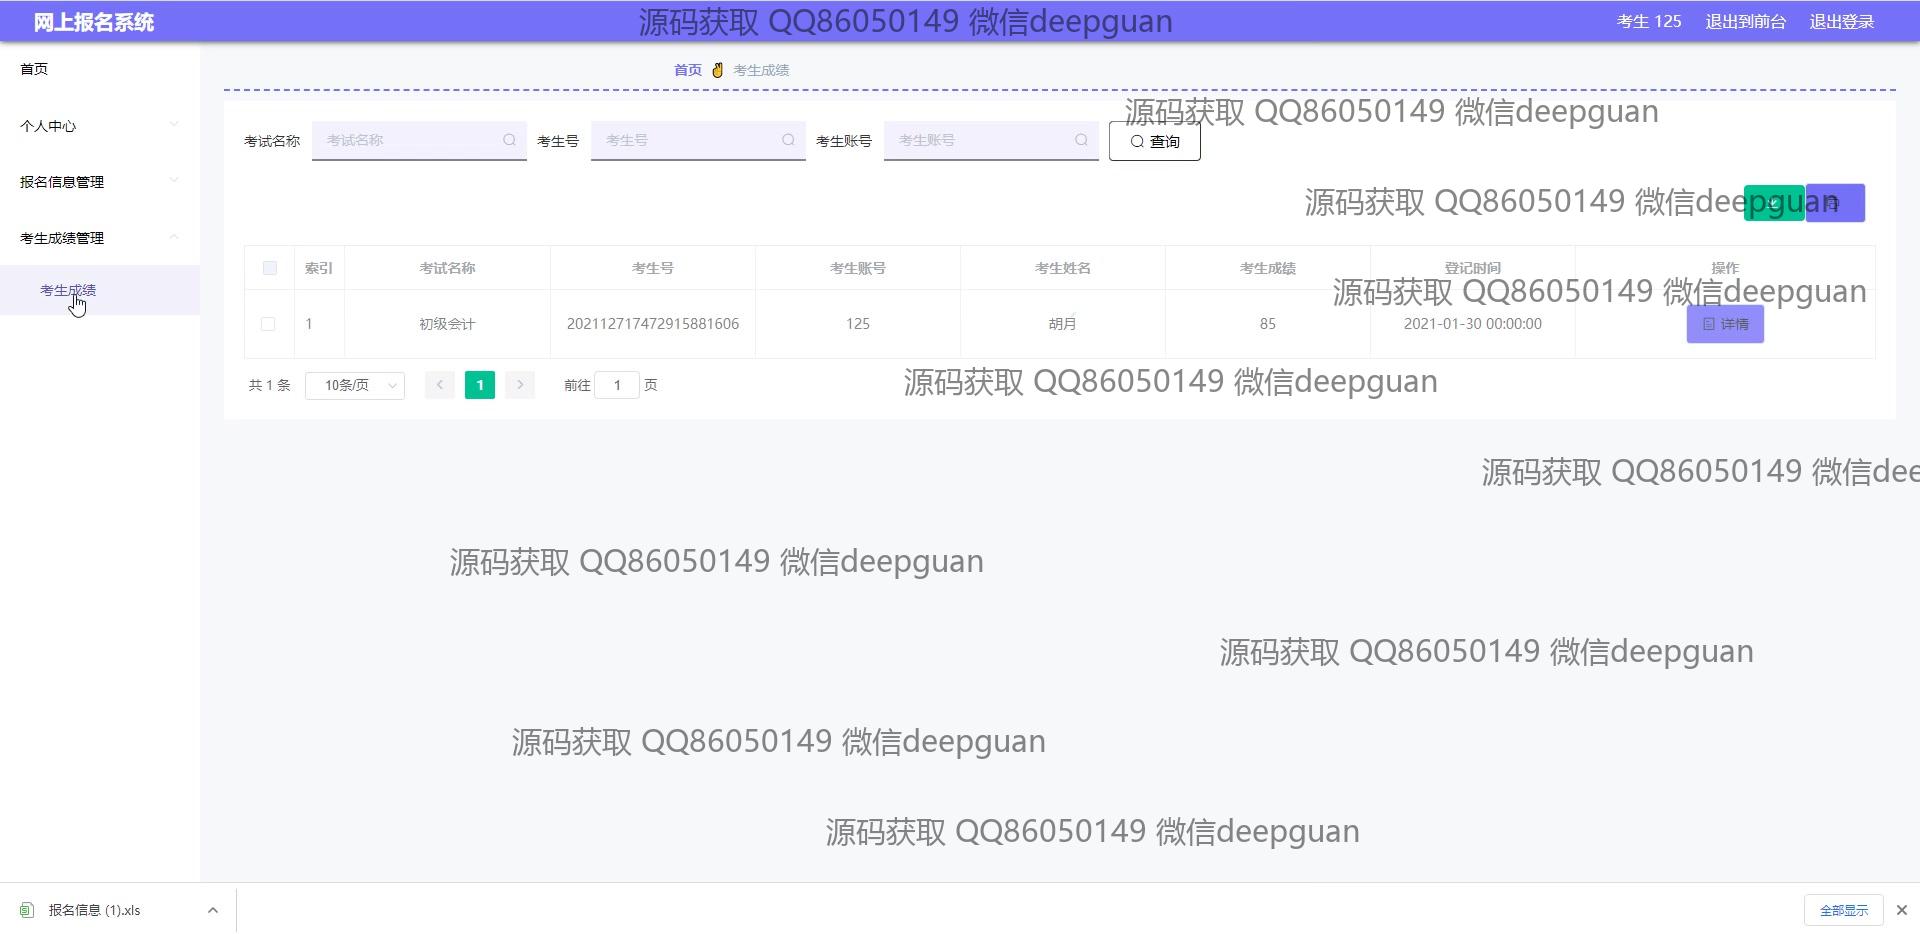 网上报名系统
源码获取 QQ86050149 微信deepguan
考生 125 退出到前台 退出登录
首页
个人中心
报名信息管理
考生成绩管理
考生成绩
首页 考生成绩
源码获取 QQ86050149 微信deepguan
考试名称 考试名称 考生号 考生号 考生账号 考生账号 查询
源码获取 QQ86050149 微信deepguan
索引 考试名称 考生号 考生账号 考生姓名 考生成绩 登记时间 操作
源码获取 QQ86050149 微信deepguan
1 初级会计 202112717472915881606 125 胡月 85 2021-01-30 00:00:00 详情
共 1 条 10条/页 1 前往 1 页
源码获取 QQ86050149 微信deepguan
源码获取 QQ86050149 微信dee
源码获取 QQ86050149 微信deepguan
源码获取 QQ86050149 微信deepguan
源码获取 QQ86050149 微信deepguan
源码获取 QQ86050149 微信deepguan
报名信息 (1).xls
全部显示